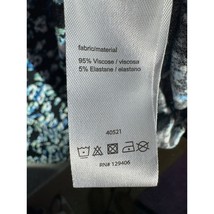 fabric/material
95% Viscose / viscosa
5% Elastane / elastano
40521
RN# 129406